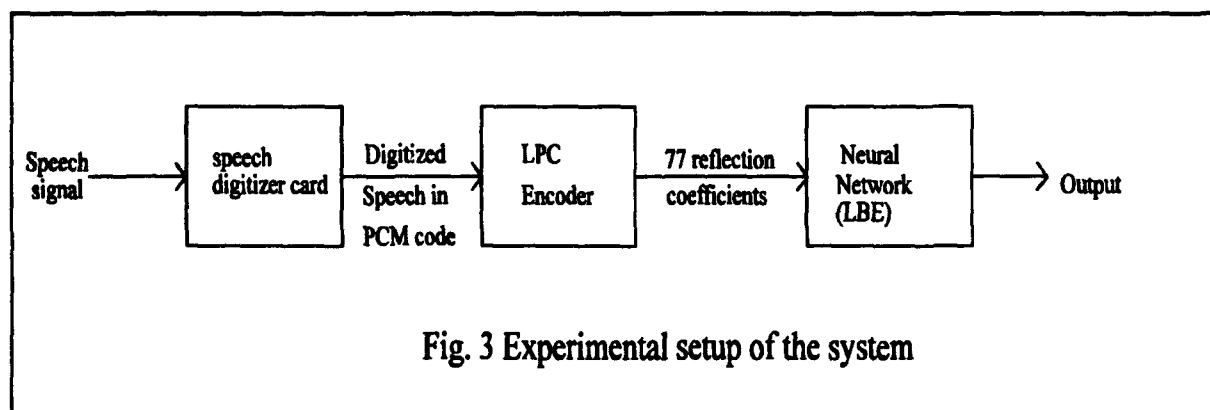 Speech
signal
speech
digitizer card
Digitized
Speech in
PCM code
LPC
Encoder
77 reflection
coefficients
Neural
Network
(LBE)
Output
Fig. 3 Experimental setup of the system